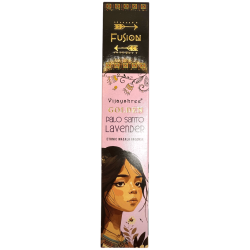 FUSION
Vijayshree
GOLDEN
Palo Santo
Lavender